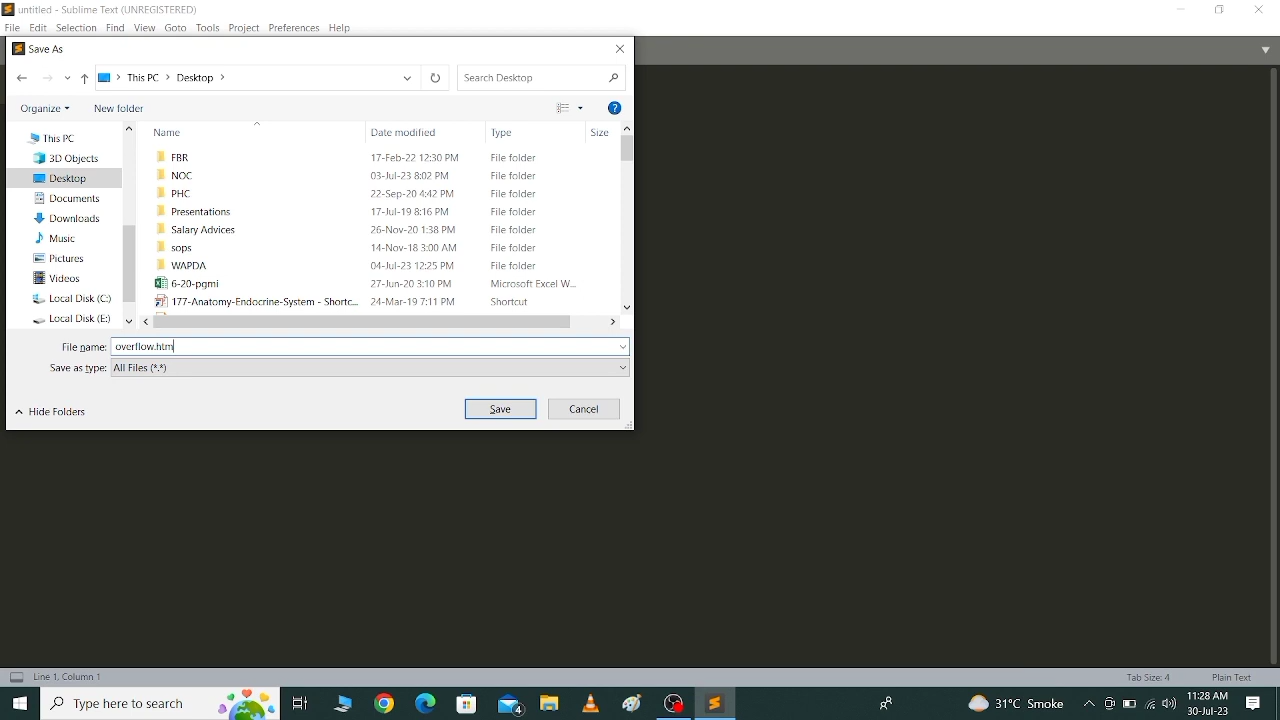 untitled - Sublime Text (UNREGISTERED)
File Edit Selection Find View Goto Tools Project Preferences Help
Save As
This PC Desktop
Search Desktop
Organize New folder
Name Date modified Type Size
This PC
3D Objects
Desktop
Documents
Downloads
Music
Pictures
Videos
Local Disk (C:)
Local Disk (E:)
FBR 17-Feb-22 12:30 PM File folder
NOC 03-Jul-23 8:02 PM File folder
PHC 22-Sep-20 4:42 PM File folder
Presentations 17-Jul-19 8:16 PM File folder
Salary Advices 26-Nov-20 1:38 PM File folder
sops 14-Nov-18 3:00 AM File folder
WAPDA 04-Jul-23 12:25 PM File folder
6-20-pgmi 27-Jun-20 3:10 PM Microsoft Excel W...
177-Anatomy-Endocrine-System - Shortc... 24-Mar-19 7:11 PM Shortcut
File name: overflow.htm
Save as type: All Files (*.*)
Hide Folders
Save Cancel
Line 1, Column 1 Tab Size: 4 Plain Text
Type here to search
4
31°C Smoke
11:28 AM
30-Jul-23